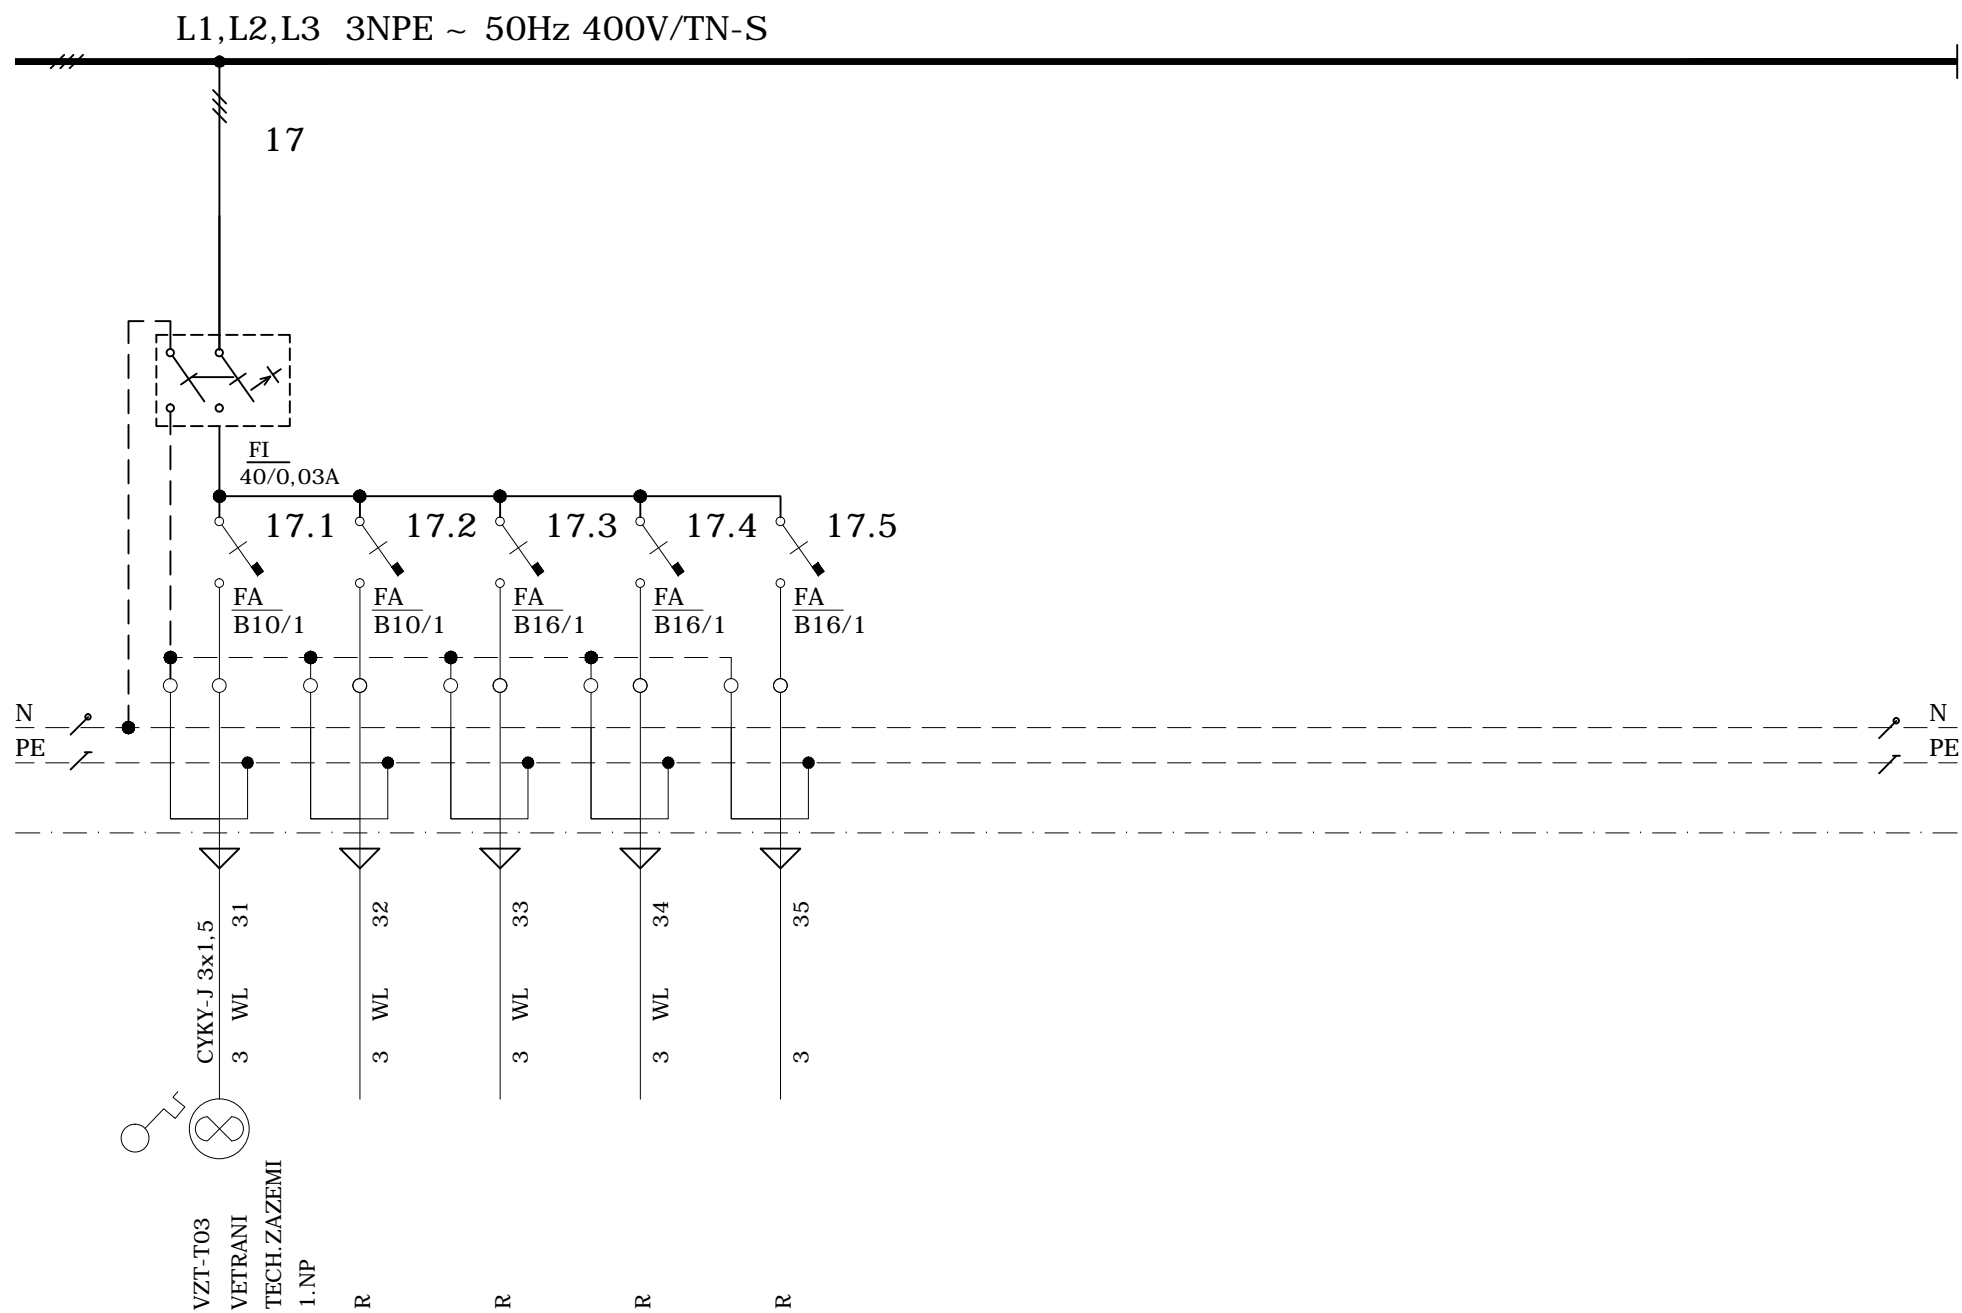 L1,L2,L3 3NPE ~ 50Hz 400V/TN-S
17
FI
40/0,03A
17.1 17.2 17.3 17.4 17.5
FA FA FA FA FA
B10/1 B10/1 B16/1 B16/1 B16/1
N N
PE PE
CYKY-J 3x1,5
3 WL 31
3 WL 32
3 WL 33
3 WL 34
3 35
VZT-T03
VETRANI
TECH.ZAZEMI
1.NP
R
R
R
R